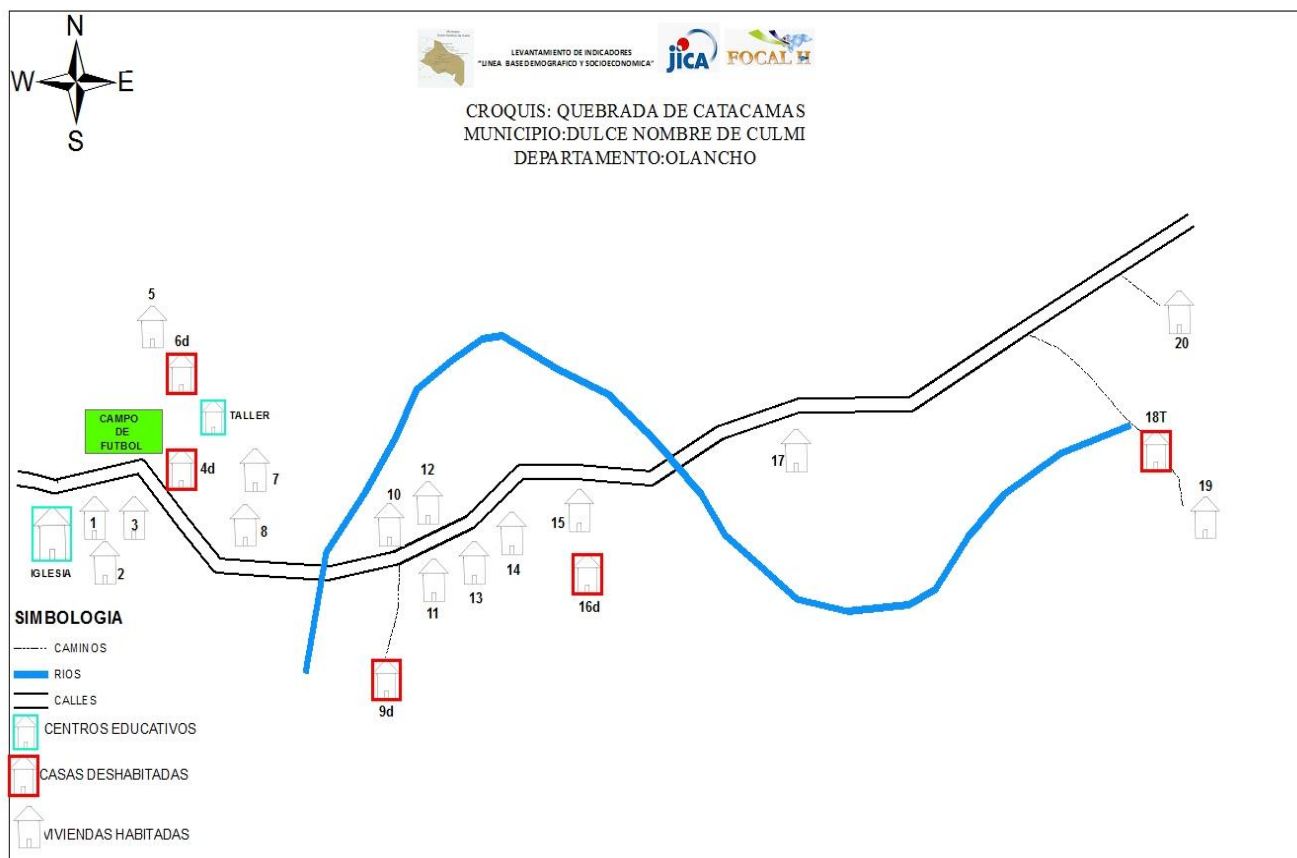 N
W E
S
LEVANTAMIENTO DE INDICADORES
"LINEA BASEDEMOGRAFICO Y SOCIOECONOMICA"
jICA
FOCAL H
CROQUIS: QUEBRADA DE CATACAMAS
MUNICIPIO:DULCE NOMBRE DE CULMI
DEPARTAMENTO:OLANCHO
5
6d
TALLER
CAMPO
DE
FUTBOL
4d
7
1
3
8
2
IGLESIA
12
10
11
13
14
15
16d
9d
17
20
18T
19
SIMBOLOGIA
CAMINOS
RIOS
CALLES
CENTROS EDUCATIVOS
CASAS DESHABITADAS
VIVIENDAS HABITADAS